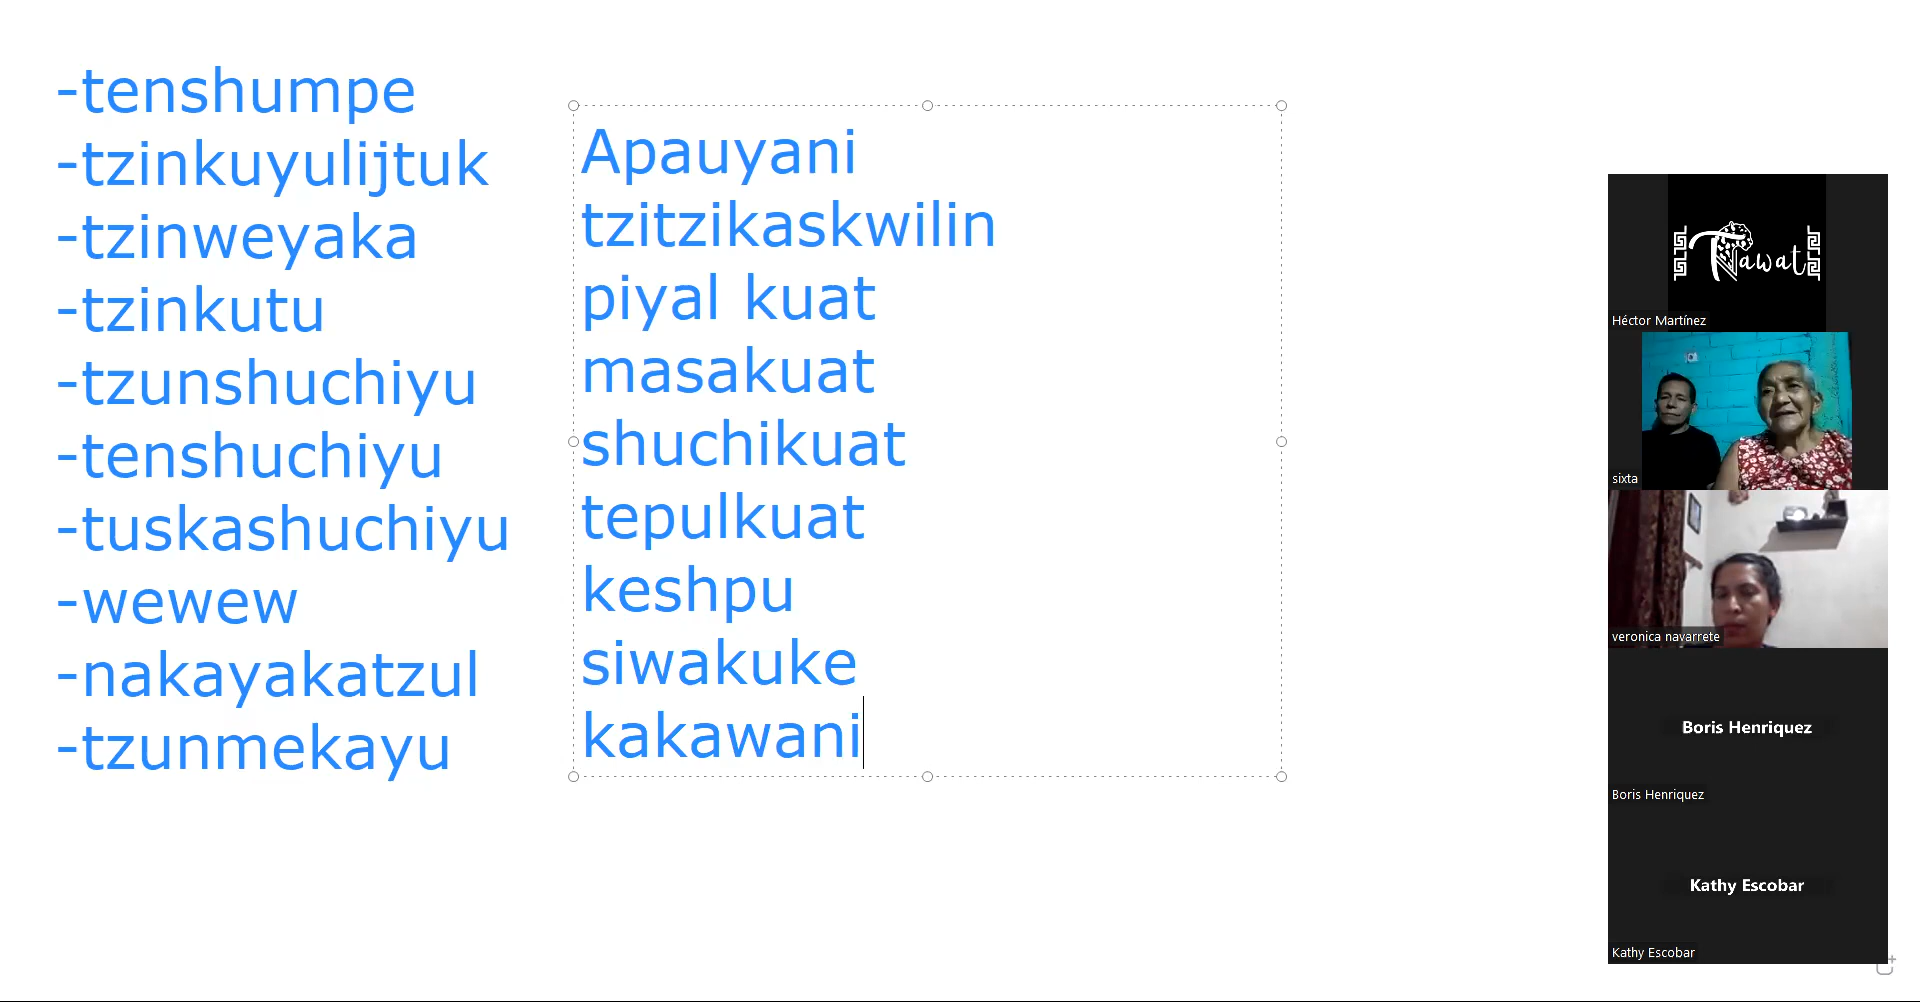 -tenshumpe
-tzinkuyulijtuk
-tzinweyaka
-tzinkutu
-tzunshuchiyu
-tenshuchiyu
-tuskashuchiyu
-wewew
-nakayakatzul
-tzunmekayu
Apauyani
tzitzikaskwilin
piyal kuat
masakuat
shuchikuat
tepulkuat
keshpu
siwakuke
kakawani
Tnawat
Héctor Martínez
sixta
veronica navarrete
Boris Henriquez
Boris Henriquez
Kathy Escobar
Kathy Escobar